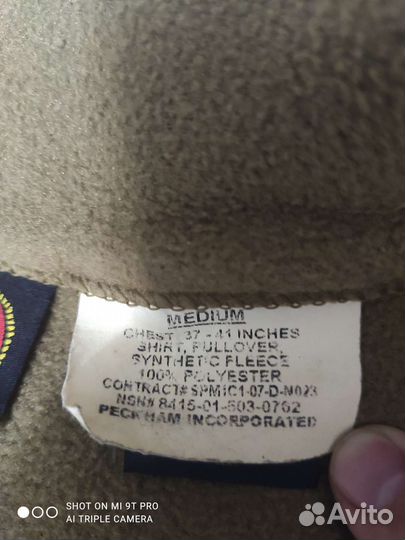 MEDIUM
CHEST 37 - 41 INCHES
SHIRT, PULLOVER,
SYNTHETIC FLEECE
100% POLYESTER
CONTRACT# SPM1C1-07-D-N023
NSN# 8415-01-503-0762
PECKHAM INCORPORATED
SHOT ON MI 9T PRO
AI TRIPLE CAMERA
Avito